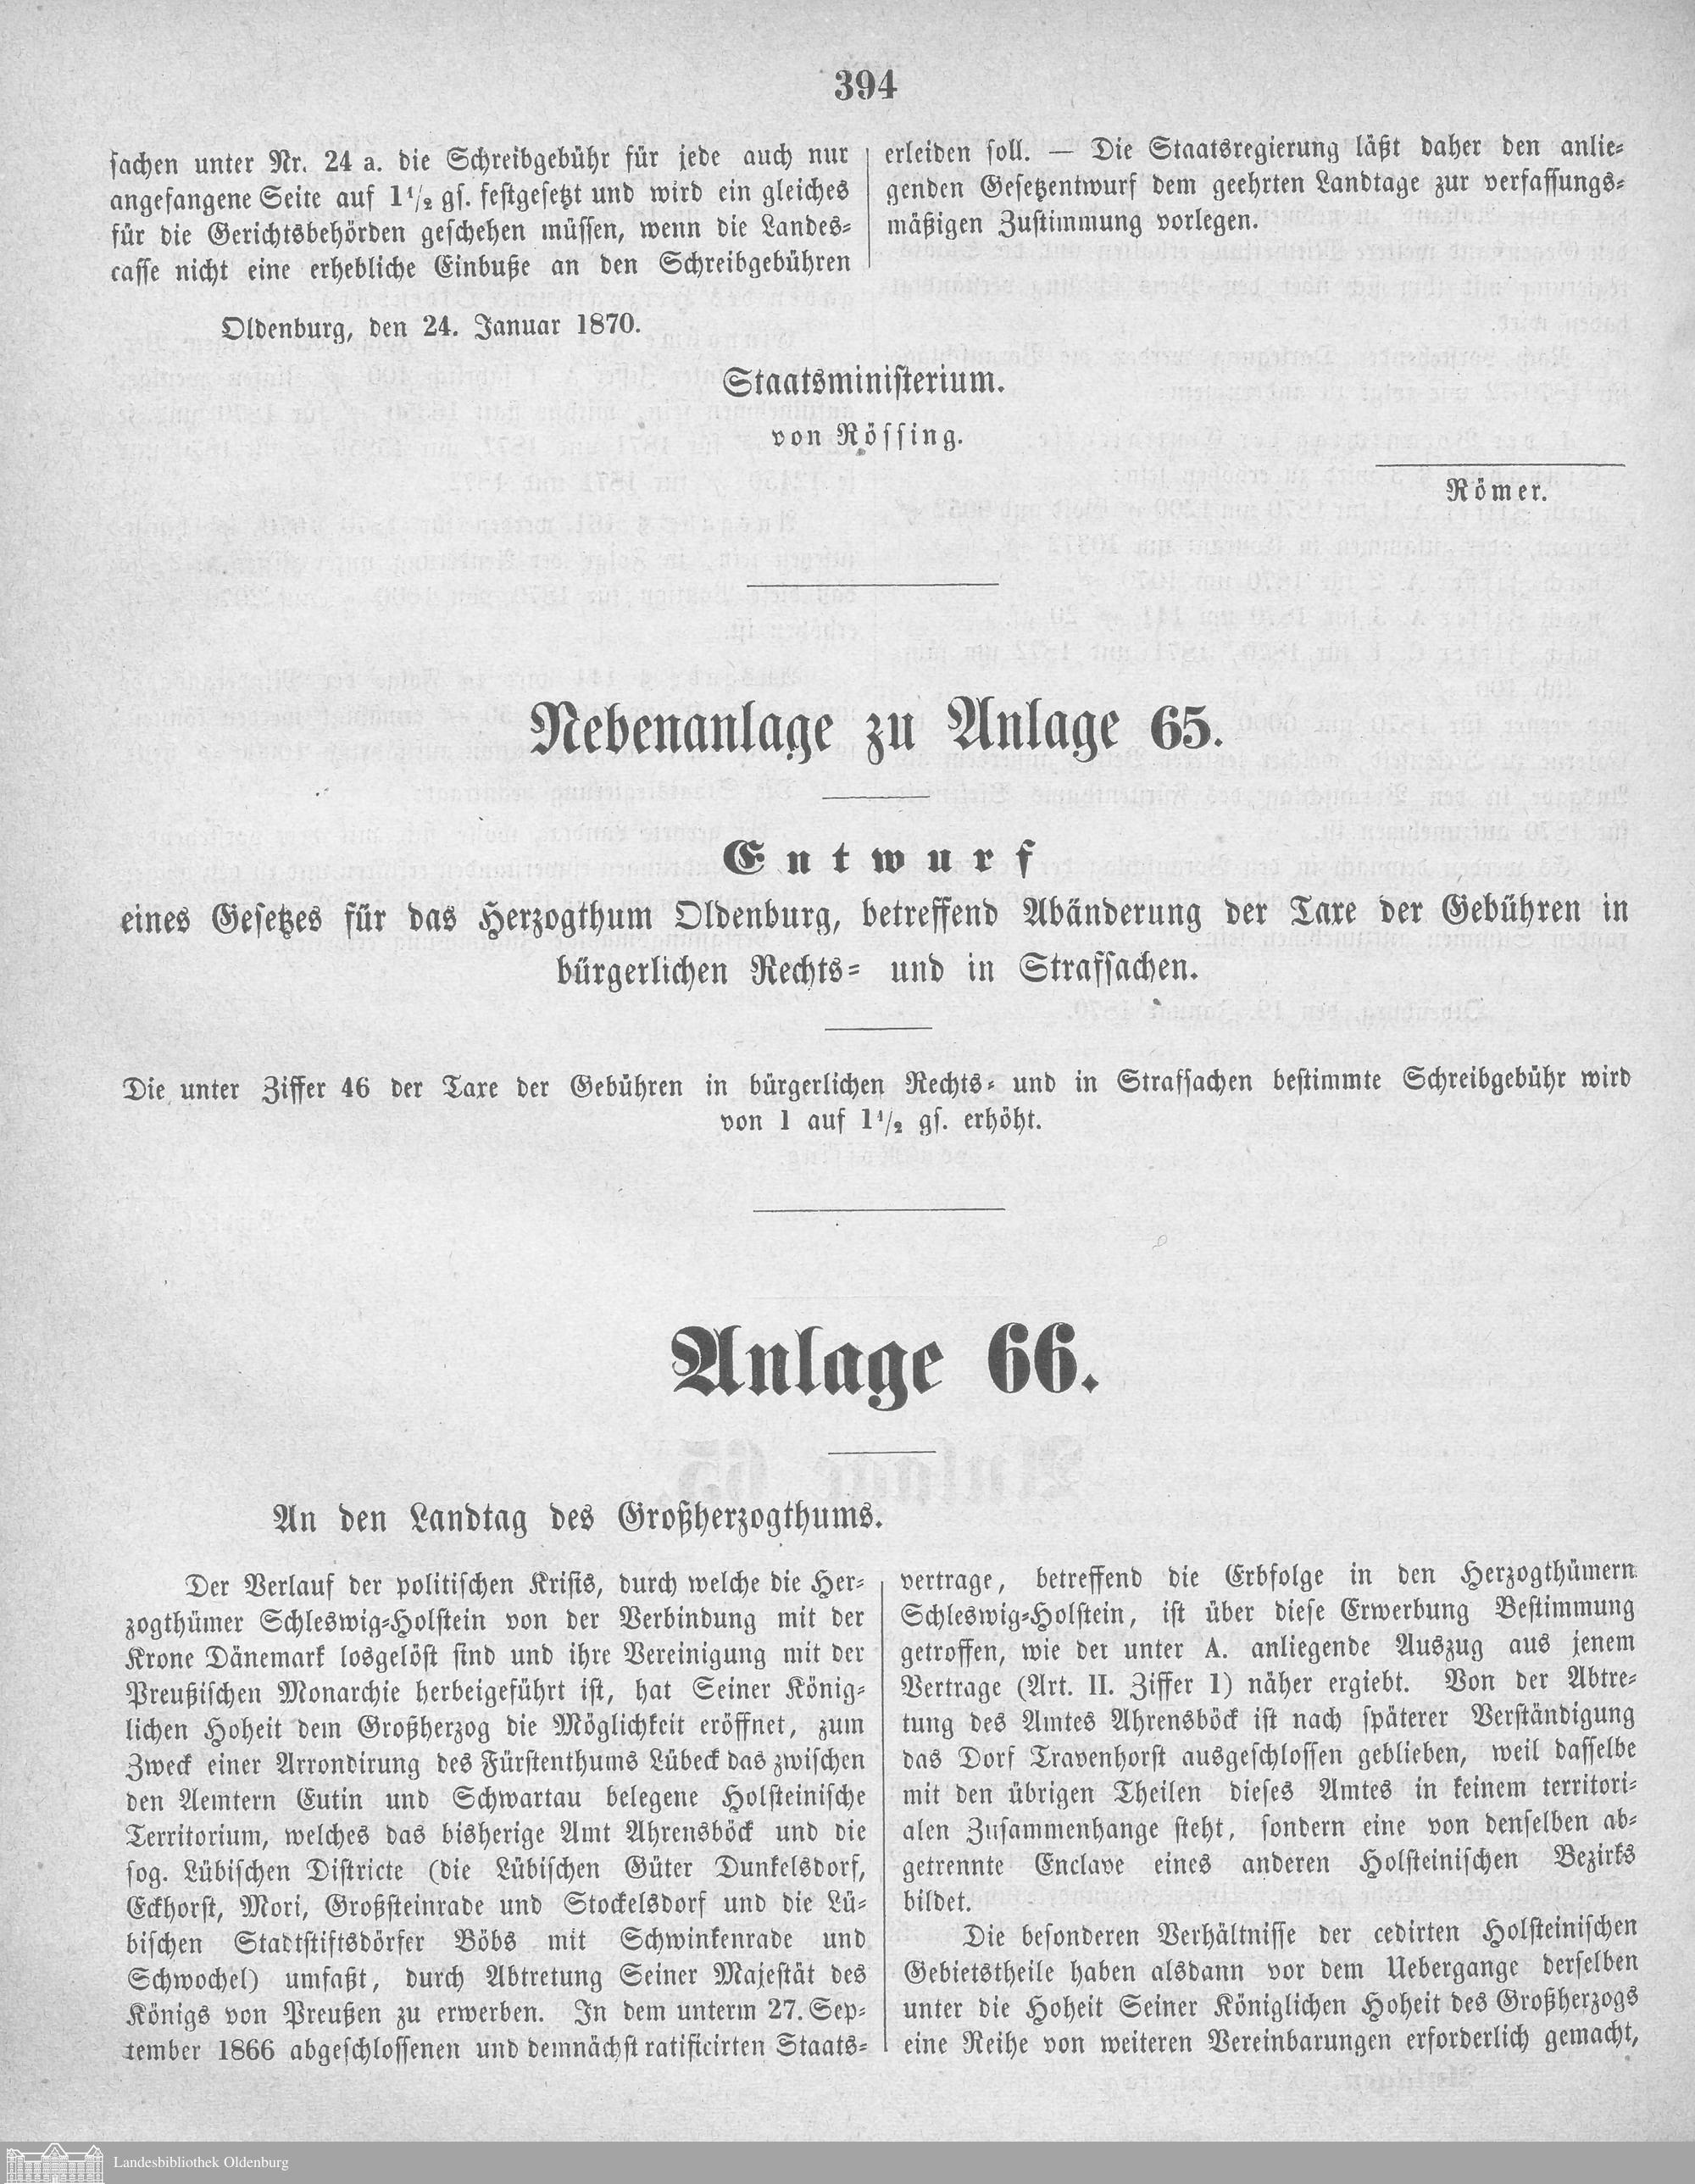 394
sachen unter Nr. 24 a. die Schreibgebühr für jede auch nur
angefangene Seite auf 1 1/2 gs. festgesetzt und wird ein gleiches
für die Gerichtsbehörden geschehen müssen, wenn die Landes-
casse nicht eine erhebliche Einbuße an den Schreibgebühren
erleiden soll. — Die Staatsregierung läßt daher den anlie-
genden Gesetzentwurf dem geehrten Landtage zur verfassungs-
mäßigen Zustimmung vorlegen.
Oldenburg, den 24. Januar 1870.
Staatsministerium.
von Rössing.
Römer.
Nebenanlage zu Anlage 65.
Entwurf
eines Gesetzes für das Herzogthum Oldenburg, betreffend Abänderung der Taxe der Gebühren in
bürgerlichen Rechts- und in Strafsachen.
Die unter Ziffer 46 der Taxe der Gebühren in bürgerlichen Rechts- und in Strafsachen bestimmte Schreibgebühr wird
von 1 auf 1 1/2 gs. erhöht.
Anlage 66.
An den Landtag des Großherzogthums.
Der Verlauf der politischen Krisis, durch welche die Her-
zogthümer Schleswig-Holstein von der Verbindung mit der
Krone Dänemark losgelöst sind und ihre Vereinigung mit der
Preußischen Monarchie herbeigeführt ist, hat Seiner König-
lichen Hoheit dem Großherzog die Möglichkeit eröffnet, zum
Zweck einer Arrondirung des Fürstenthums Lübeck das zwischen
den Aemtern Eutin und Schwartau belegene Holsteinische
Territorium, welches das bisherige Amt Ahrensböck und die
sog. Lübischen Districte (die Lübischen Güter Dunkelsdorf,
Eckhorst, Mori, Großsteinrade und Stockelsdorf und die Lü-
bischen Stadtstiftsdörfer Böbs mit Schwinkenrade und
Schwochel) umfaßt, durch Abtretung Seiner Majestät des
Königs von Preußen zu erwerben. In dem unterm 27. Sep-
tember 1866 abgeschlossenen und demnächst ratificirten Staats-
vertrage, betreffend die Erbfolge in den Herzogthümern
Schleswig-Holstein, ist über diese Erwerbung Bestimmung
getroffen, wie der unter A. anliegende Auszug aus jenem
Vertrage (Art. II. Ziffer 1) näher ergiebt. Von der Abtre-
tung des Amtes Ahrensböck ist nach späterer Verständigung
das Dorf Travenhorst ausgeschlossen geblieben, weil dasselbe
mit den übrigen Theilen dieses Amtes in keinem territori-
alen Zusammenhange steht, sondern eine von denselben ab-
getrennte Enclave eines anderen Holsteinischen Bezirks
bildet.
Die besonderen Verhältnisse der cedirten Holsteinischen
Gebietstheile haben alsdann vor dem Uebergange derselben
unter die Hoheit Seiner Königlichen Hoheit des Großherzogs
eine Reihe von weiteren Vereinbarungen erforderlich gemacht,
Landesbibliothek Oldenburg